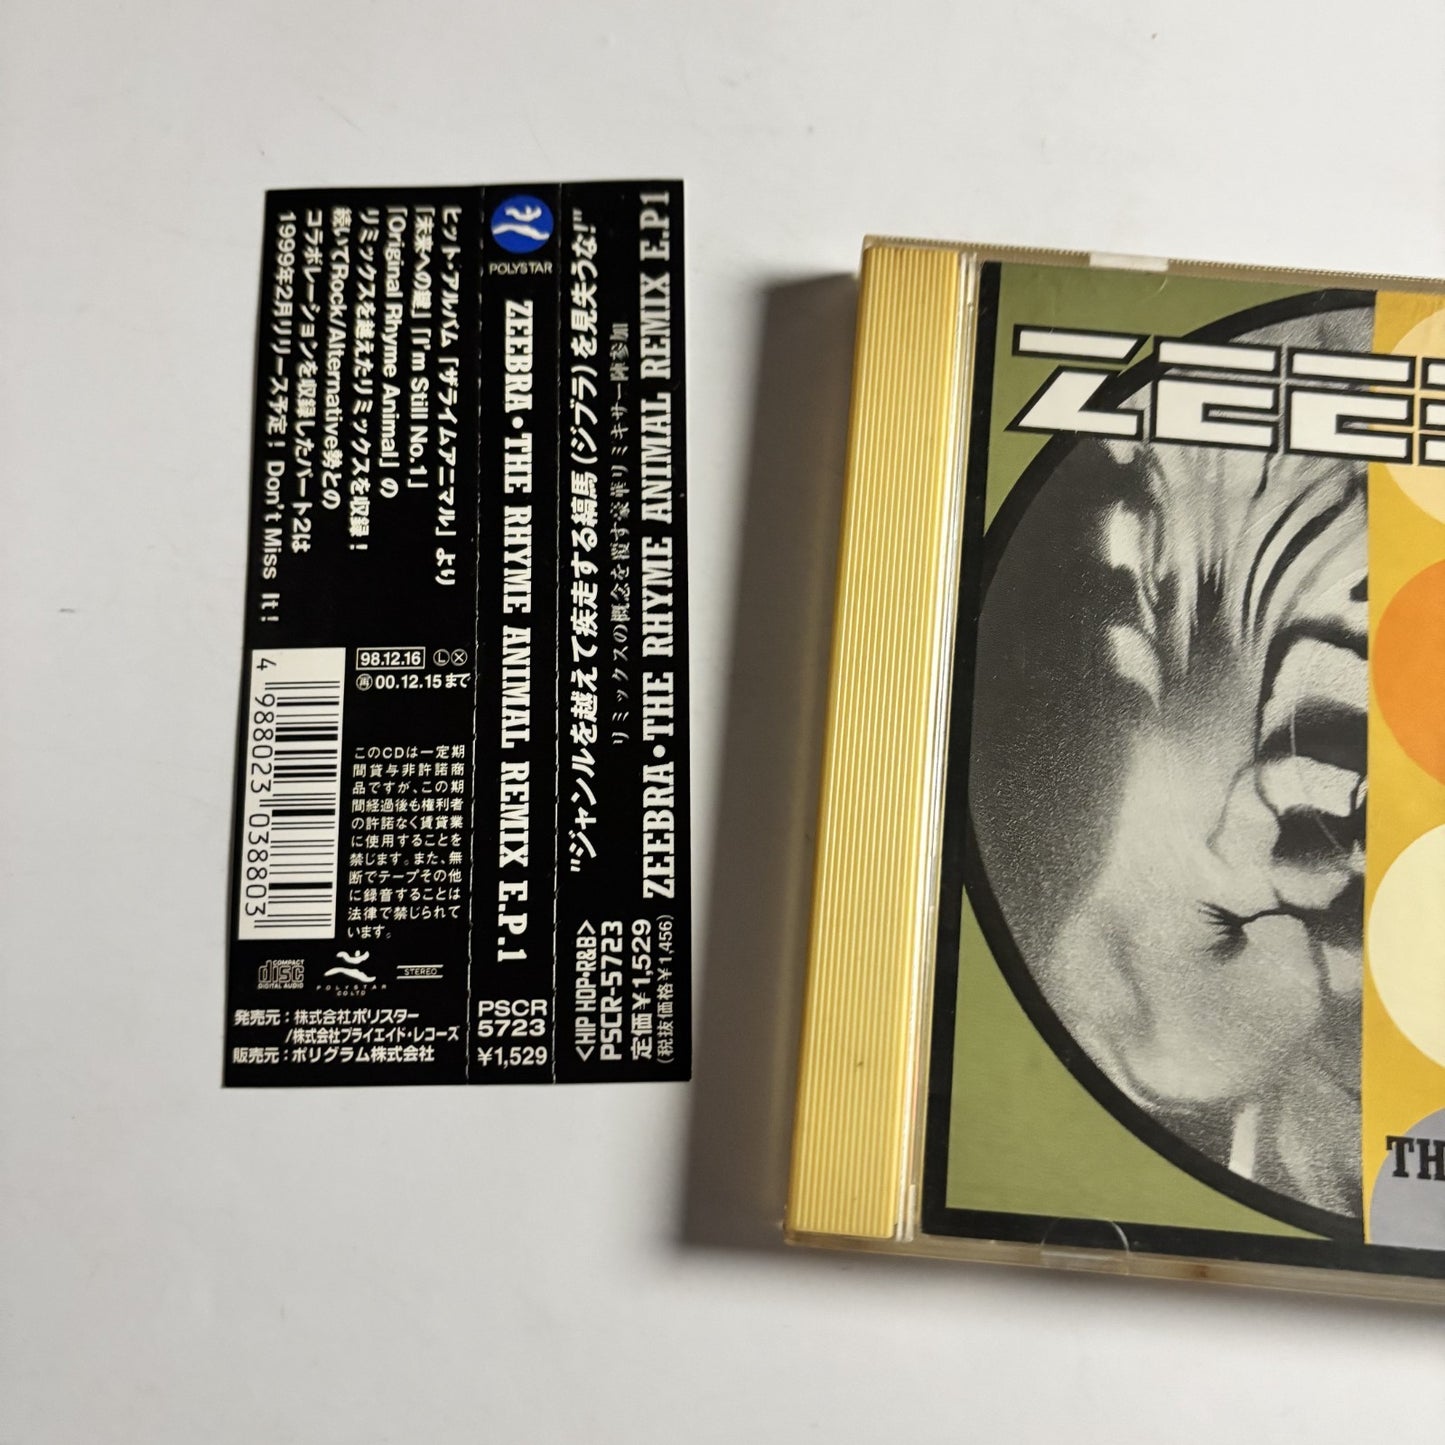 ヒット・アルバム「ザライムアニマル」より
「未来への鍵」「I'm Still No.1」
「Original Rhyme Animal」の
リミックスを越えたリミックスを収録！
続いてRock/Alternative勢との
コラボレーションを収録したパート2は
1999年2月リリース予定！ Don't Miss It!
98.12.16 Ⓛ Ⓧ
㊢ 00.12.15まで
4 988023 038803
このCDは一定期
間貸与非許諾商
品ですが、この期
間経過後も権利者
の許諾なく賃貸業
に使用することを
禁じます。また、無
断でテープその他
に録音することは
法律で禁じられて
います。
COMPACT
disc
DIGITAL AUDIO
POLYSTAR
CO.LTD
STEREO
発売元：株式会社ポリスター
/株式会社プライエイド・レコーズ
販売元：ポリグラム株式会社
POLYSTAR
ZEEBRA・THE RHYME ANIMAL REMIX E.P.1
PSCR
5723
¥1,529
"ジャンルを越えて疾走する縞馬(ジブラ)を見失うな!"
リミックスの概念を覆す豪華リミキサー陣参加
ZEEBRA・THE RHYME ANIMAL REMIX E.P1
<HIP HOP・R&B>
PSCR-5723
定価¥1,529
(税抜価格¥1,456)
ZEE
TH